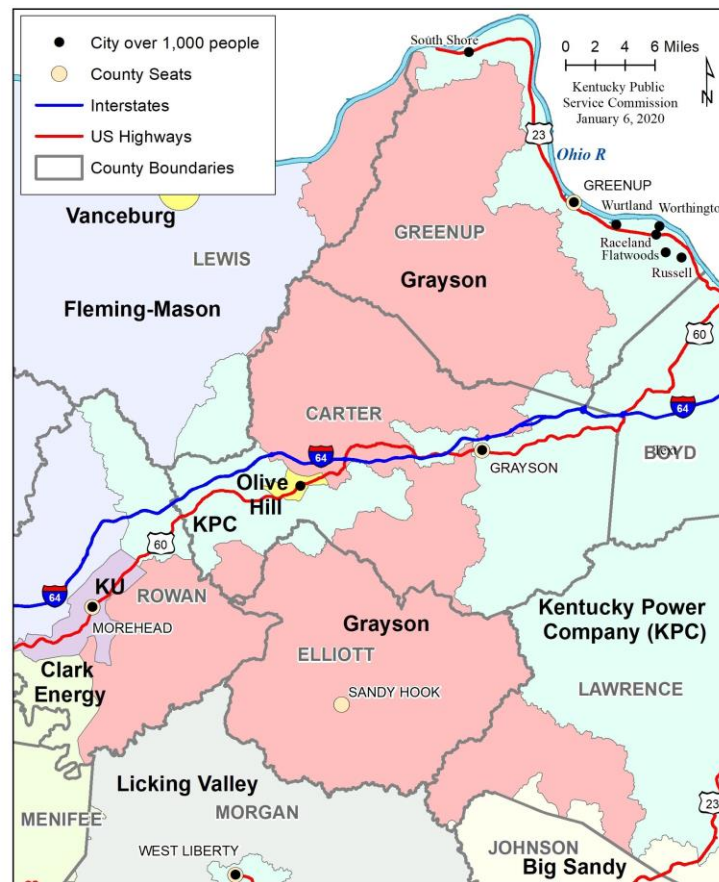 City over 1,000 people
County Seats
Interstates
US Highways
County Boundaries
South Shore
0 2 4 6 Miles
N
Kentucky Public
Service Commission
January 6, 2020
23
Ohio R
GREENUP
Wurtland
Worthington
Raceland
Flatwoods
Russell
Vanceburg
LEWIS
GREENUP
Grayson
Fleming-Mason
60
CARTER
64
64
BOYD
Text
GRAYSON
Olive
Hill
KPC
60
64
KU
ROWAN
MOREHEAD
Grayson
ELLIOTT
Kentucky Power
Company (KPC)
Clark
Energy
SANDY HOOK
LAWRENCE
Licking Valley
MORGAN
MENIFEE
23
WEST LIBERTY
JOHNSON
Big Sandy